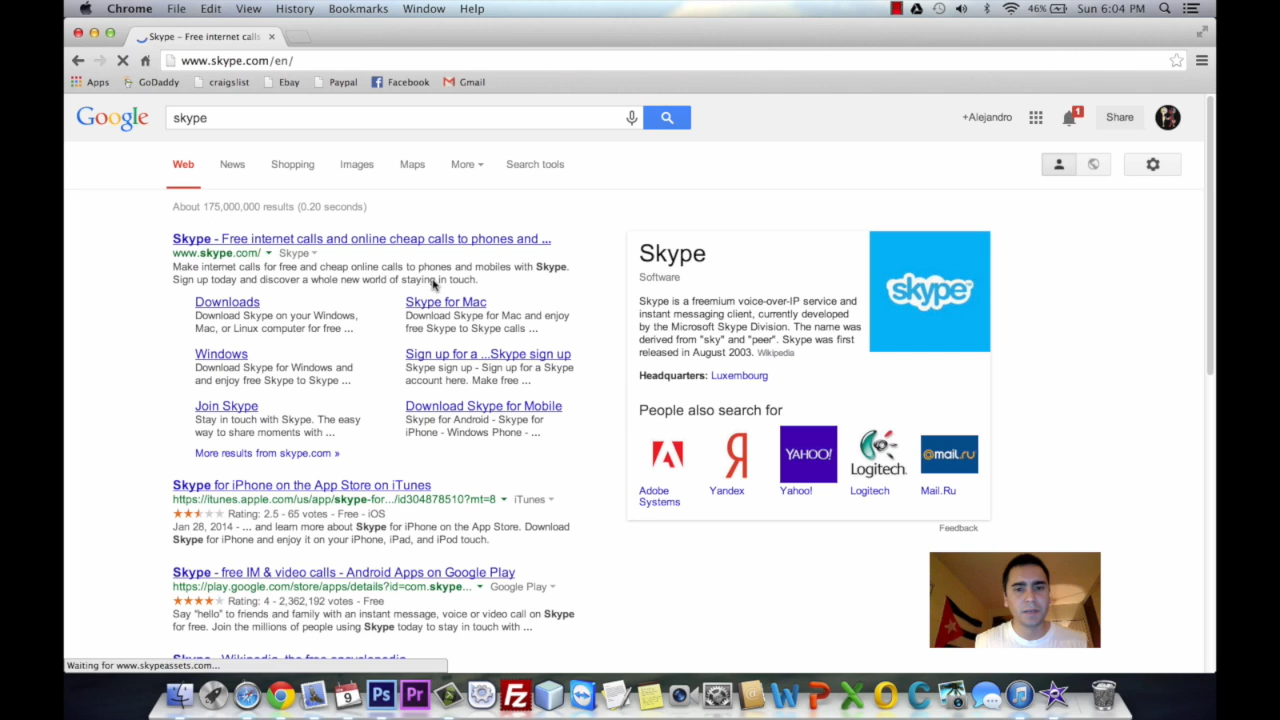 Chrome File Edit View History Bookmarks Window Help 46% Sun 6:04 PM
Skype – Free internet calls
www.skype.com/en/
Apps GoDaddy craigslist Ebay Paypal Facebook Gmail
Google skype +Alejandro 1 Share
Web News Shopping Images Maps More Search tools
About 175,000,000 results (0.20 seconds)
Skype - Free internet calls and online cheap calls to phones and ...
www.skype.com/ Skype
Make internet calls for free and cheap online calls to phones and mobiles with Skype.
Sign up today and discover a whole new world of staying in touch.
Downloads
Download Skype on your Windows,
Mac, or Linux computer for free ...
Skype for Mac
Download Skype for Mac and enjoy
free Skype to Skype calls ...
Windows
Download Skype for Windows and
and enjoy free Skype to Skype ...
Sign up for a ...Skype sign up
Skype sign up - Sign up for a Skype
account here. Make free ...
Join Skype
Stay in touch with Skype. The easy
way to share moments with ...
Download Skype for Mobile
Skype for Android - Skype for
iPhone - Windows Phone - ...
More results from skype.com »
Skype for iPhone on the App Store on iTunes
https://itunes.apple.com/us/app/skype-for.../id304878510?mt=8 iTunes
Rating: 2.5 - 65 votes - Free - iOS
Jan 28, 2014 - ... and learn more about Skype for iPhone on the App Store. Download
Skype for iPhone and enjoy it on your iPhone, iPad, and iPod touch.
Skype - free IM & video calls - Android Apps on Google Play
https://play.google.com/store/apps/details?id=com.skype... Google Play
Rating: 4 - 2,362,192 votes - Free
Say "hello" to friends and family with an instant message, voice or video call on Skype
for free. Join the millions of people using Skype today to stay in touch with ...
Skype - Wikipedia, the free encyclopedia
Skype
Software
Skype is a freemium voice-over-IP service and
instant messaging client, currently developed
by the Microsoft Skype Division. The name was
derived from "sky" and "peer". Skype was first
released in August 2003. Wikipedia
Headquarters: Luxembourg
skype
People also search for
YAHOO! Logitech @mail.ru
Adobe
Systems
Yandex
Yahoo!
Logitech
Mail.Ru
Feedback
Waiting for www.skypeassets.com...
9 Ps Pr Fz